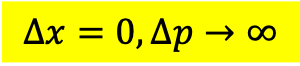 Δ𝑥 = 0, Δ𝑝 → ∞